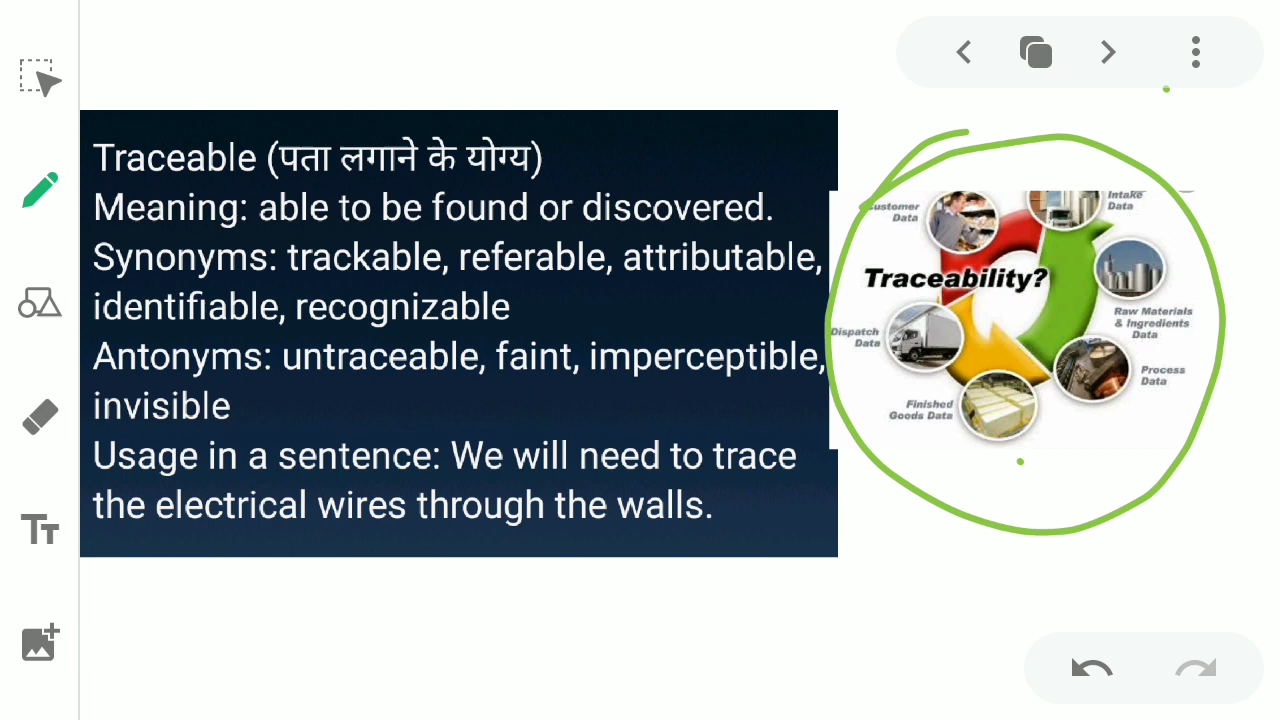 Traceable (पता लगाने के योग्य)
Meaning: able to be found or discovered.
Synonyms: trackable, referable, attributable,
identifiable, recognizable
Antonyms: untraceable, faint, imperceptible,
invisible
Usage in a sentence: We will need to trace
the electrical wires through the walls.
Customer
Data
Intake
Data
Traceability?
Raw Materials
& Ingredients
Data
Dispatch
Data
Process
Data
Finished
Goods Data
TT